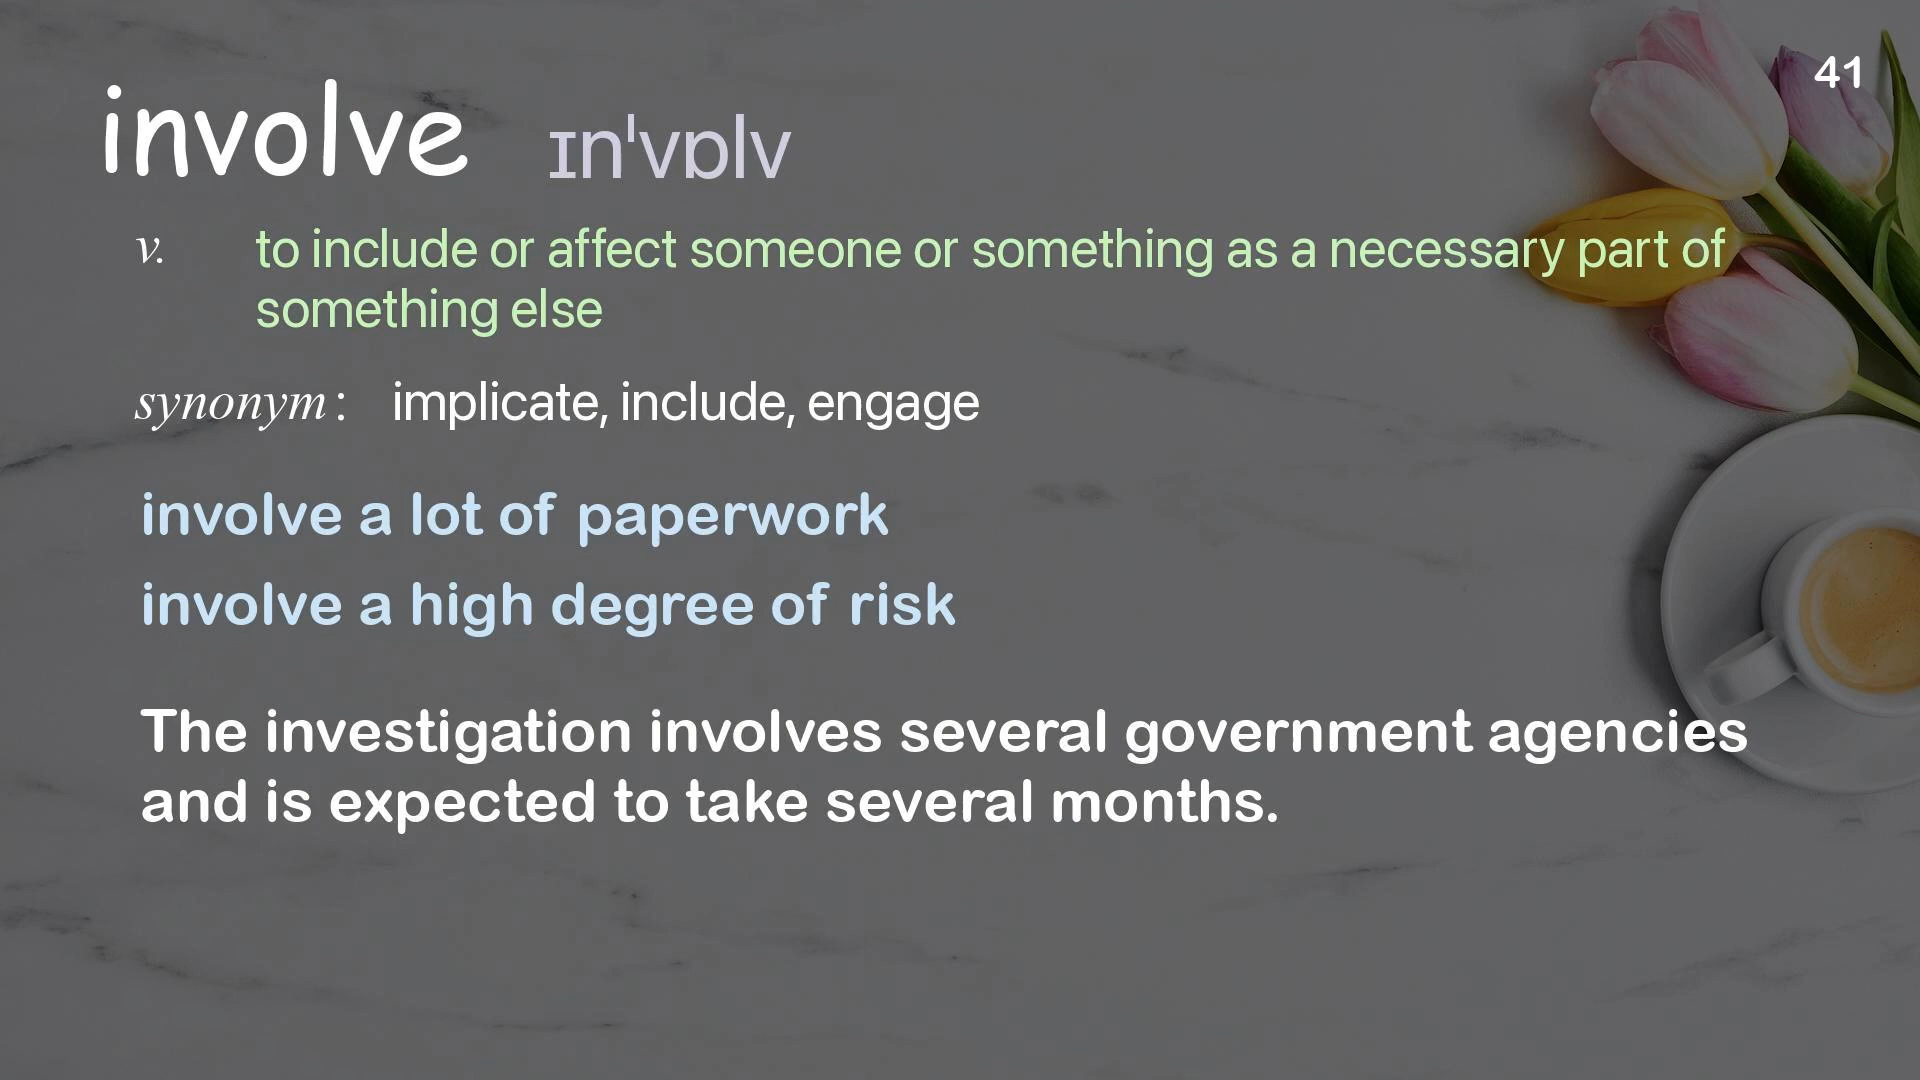 41
involve ɪn'vɒlv
v. to include or affect someone or something as a necessary part of
something else
synonym : implicate, include, engage
involve a lot of paperwork
involve a high degree of risk
The investigation involves several government agencies
and is expected to take several months.